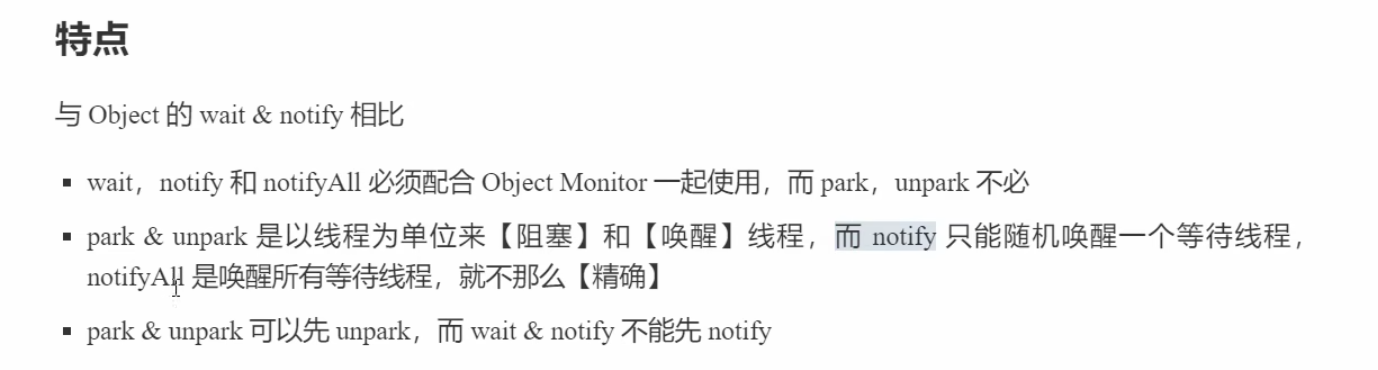 特点
与 Object 的 wait & notify 相比
▪ wait，notify 和 notifyAll 必须配合 Object Monitor 一起使用，而 park，unpark 不必
▪ park & unpark 是以线程为单位来【阻塞】和【唤醒】线程，而 notify 只能随机唤醒一个等待线程，
notifyAll 是唤醒所有等待线程，就不那么【精确】
▪ park & unpark 可以先 unpark，而 wait & notify 不能先 notify